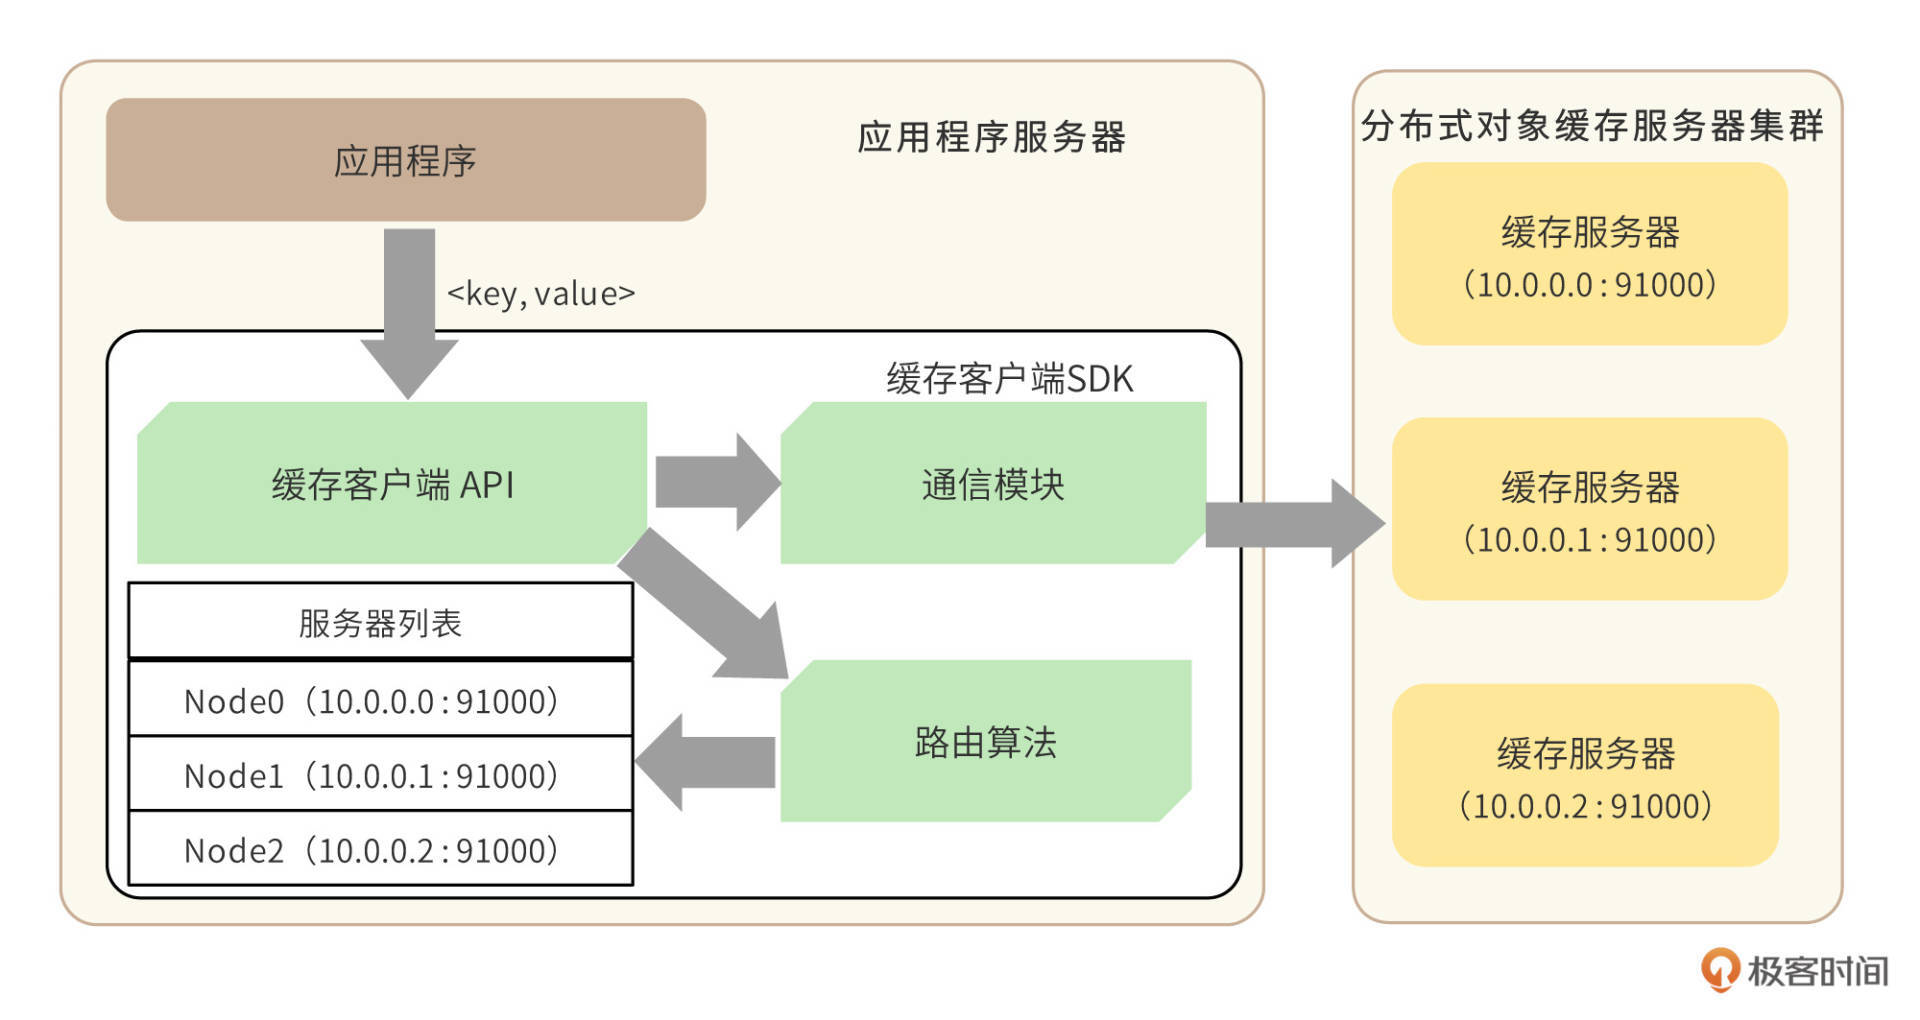 应用程序
应用程序服务器
<key, value>
缓存客户端SDK
缓存客户端 API
通信模块
服务器列表
Node0（10.0.0.0：91000）
Node1（10.0.0.1：91000）
Node2（10.0.0.2：91000）
路由算法
分布式对象缓存服务器集群
缓存服务器
（10.0.0.0：91000）
缓存服务器
（10.0.0.1：91000）
缓存服务器
（10.0.0.2：91000）
极客时间